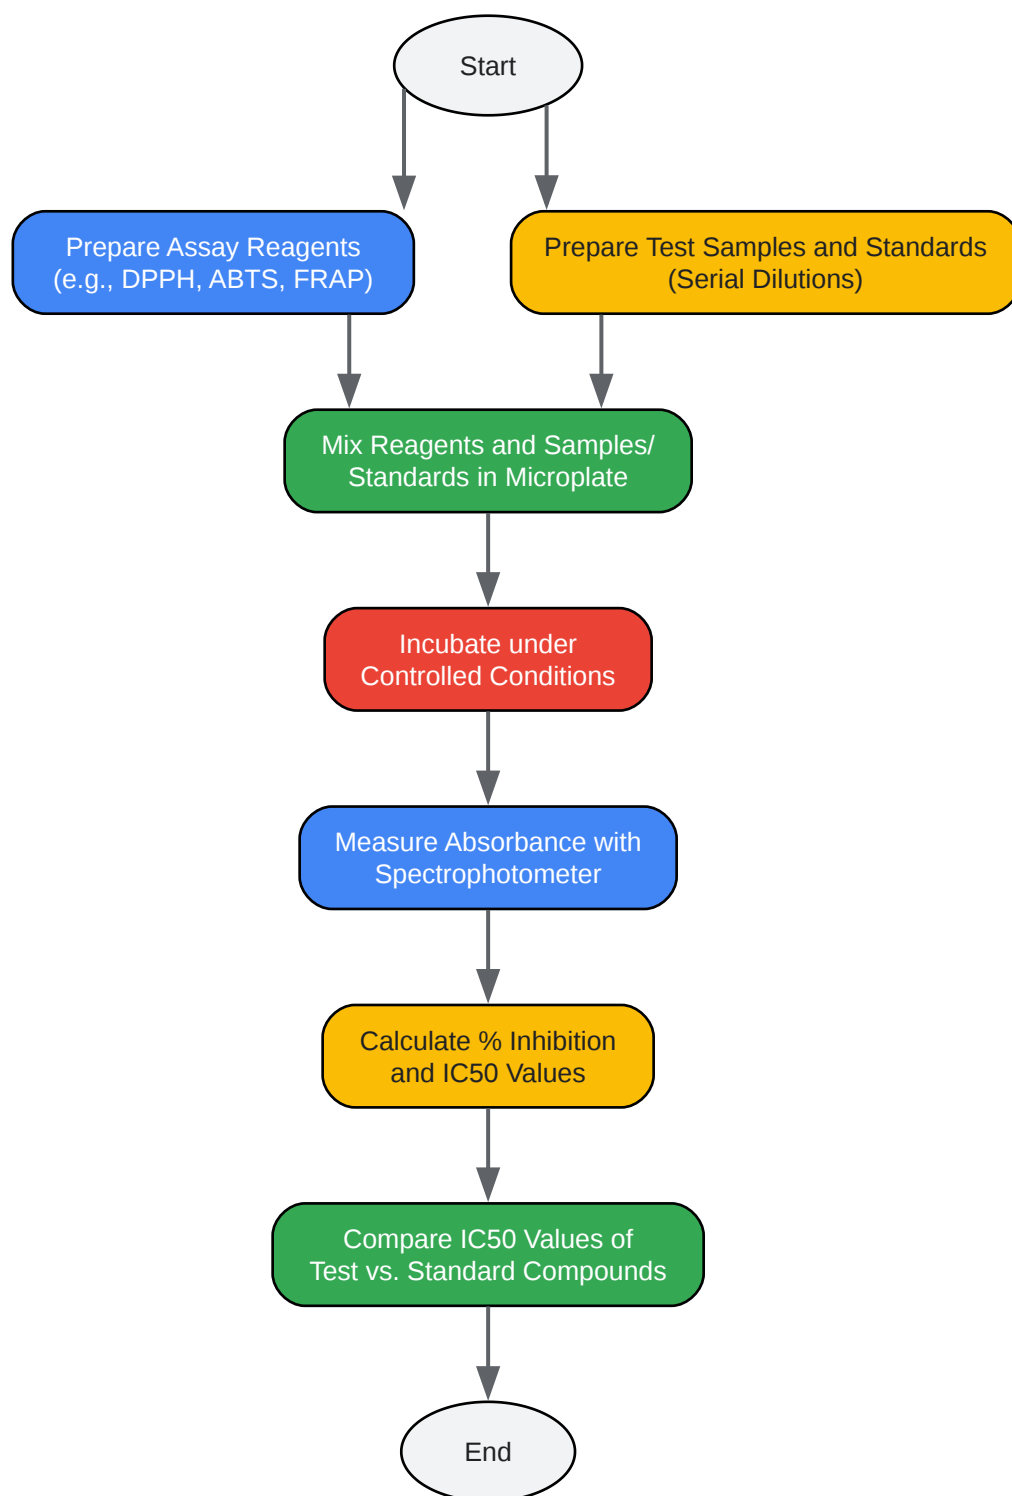 Start
Prepare Assay Reagents
(e.g., DPPH, ABTS, FRAP)
Prepare Test Samples and Standards
(Serial Dilutions)
Mix Reagents and Samples/
Standards in Microplate
Incubate under
Controlled Conditions
Measure Absorbance with
Spectrophotometer
Calculate % Inhibition
and IC50 Values
Compare IC50 Values of
Test vs. Standard Compounds
End